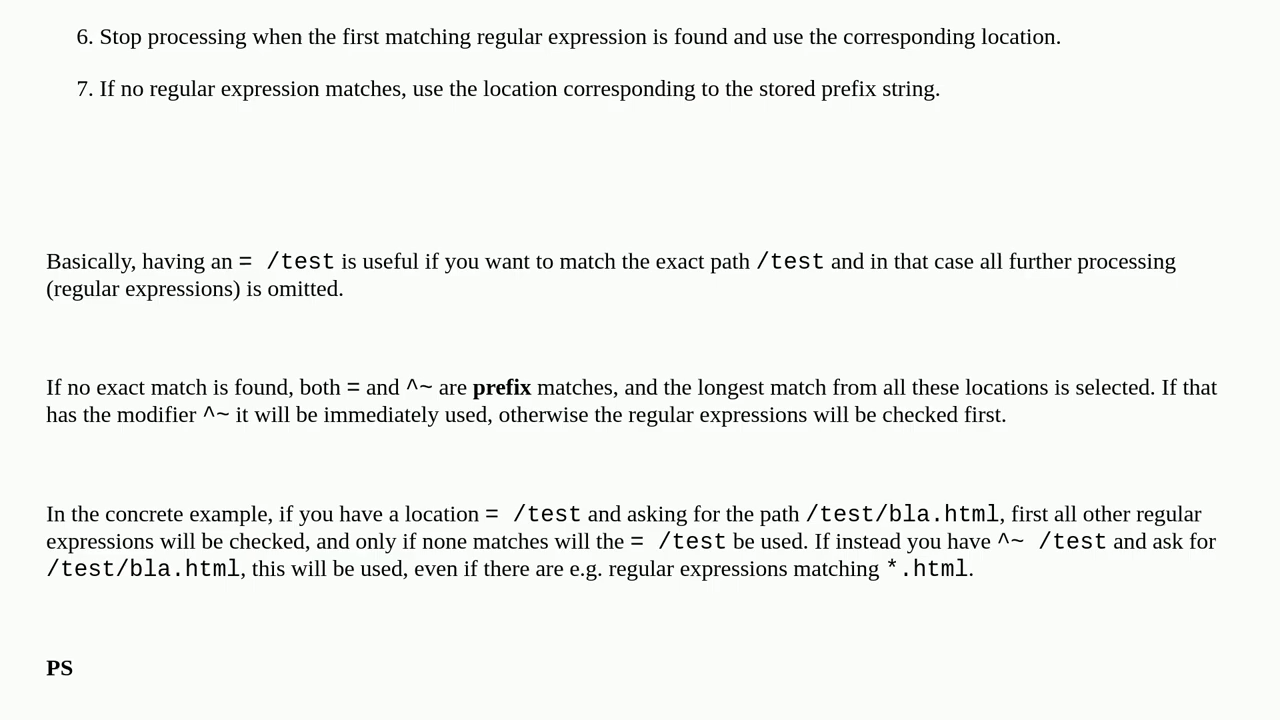 6. Stop processing when the first matching regular expression is found and use the corresponding location.
7. If no regular expression matches, use the location corresponding to the stored prefix string.
Basically, having an = /test is useful if you want to match the exact path /test and in that case all further processing
(regular expressions) is omitted.
If no exact match is found, both = and ^~ are prefix matches, and the longest match from all these locations is selected. If that
has the modifier ^~ it will be immediately used, otherwise the regular expressions will be checked first.
In the concrete example, if you have a location = /test and asking for the path /test/bla.html, first all other regular
expressions will be checked, and only if none matches will the = /test be used. If instead you have ^~ /test and ask for
/test/bla.html, this will be used, even if there are e.g. regular expressions matching *.html.
PS